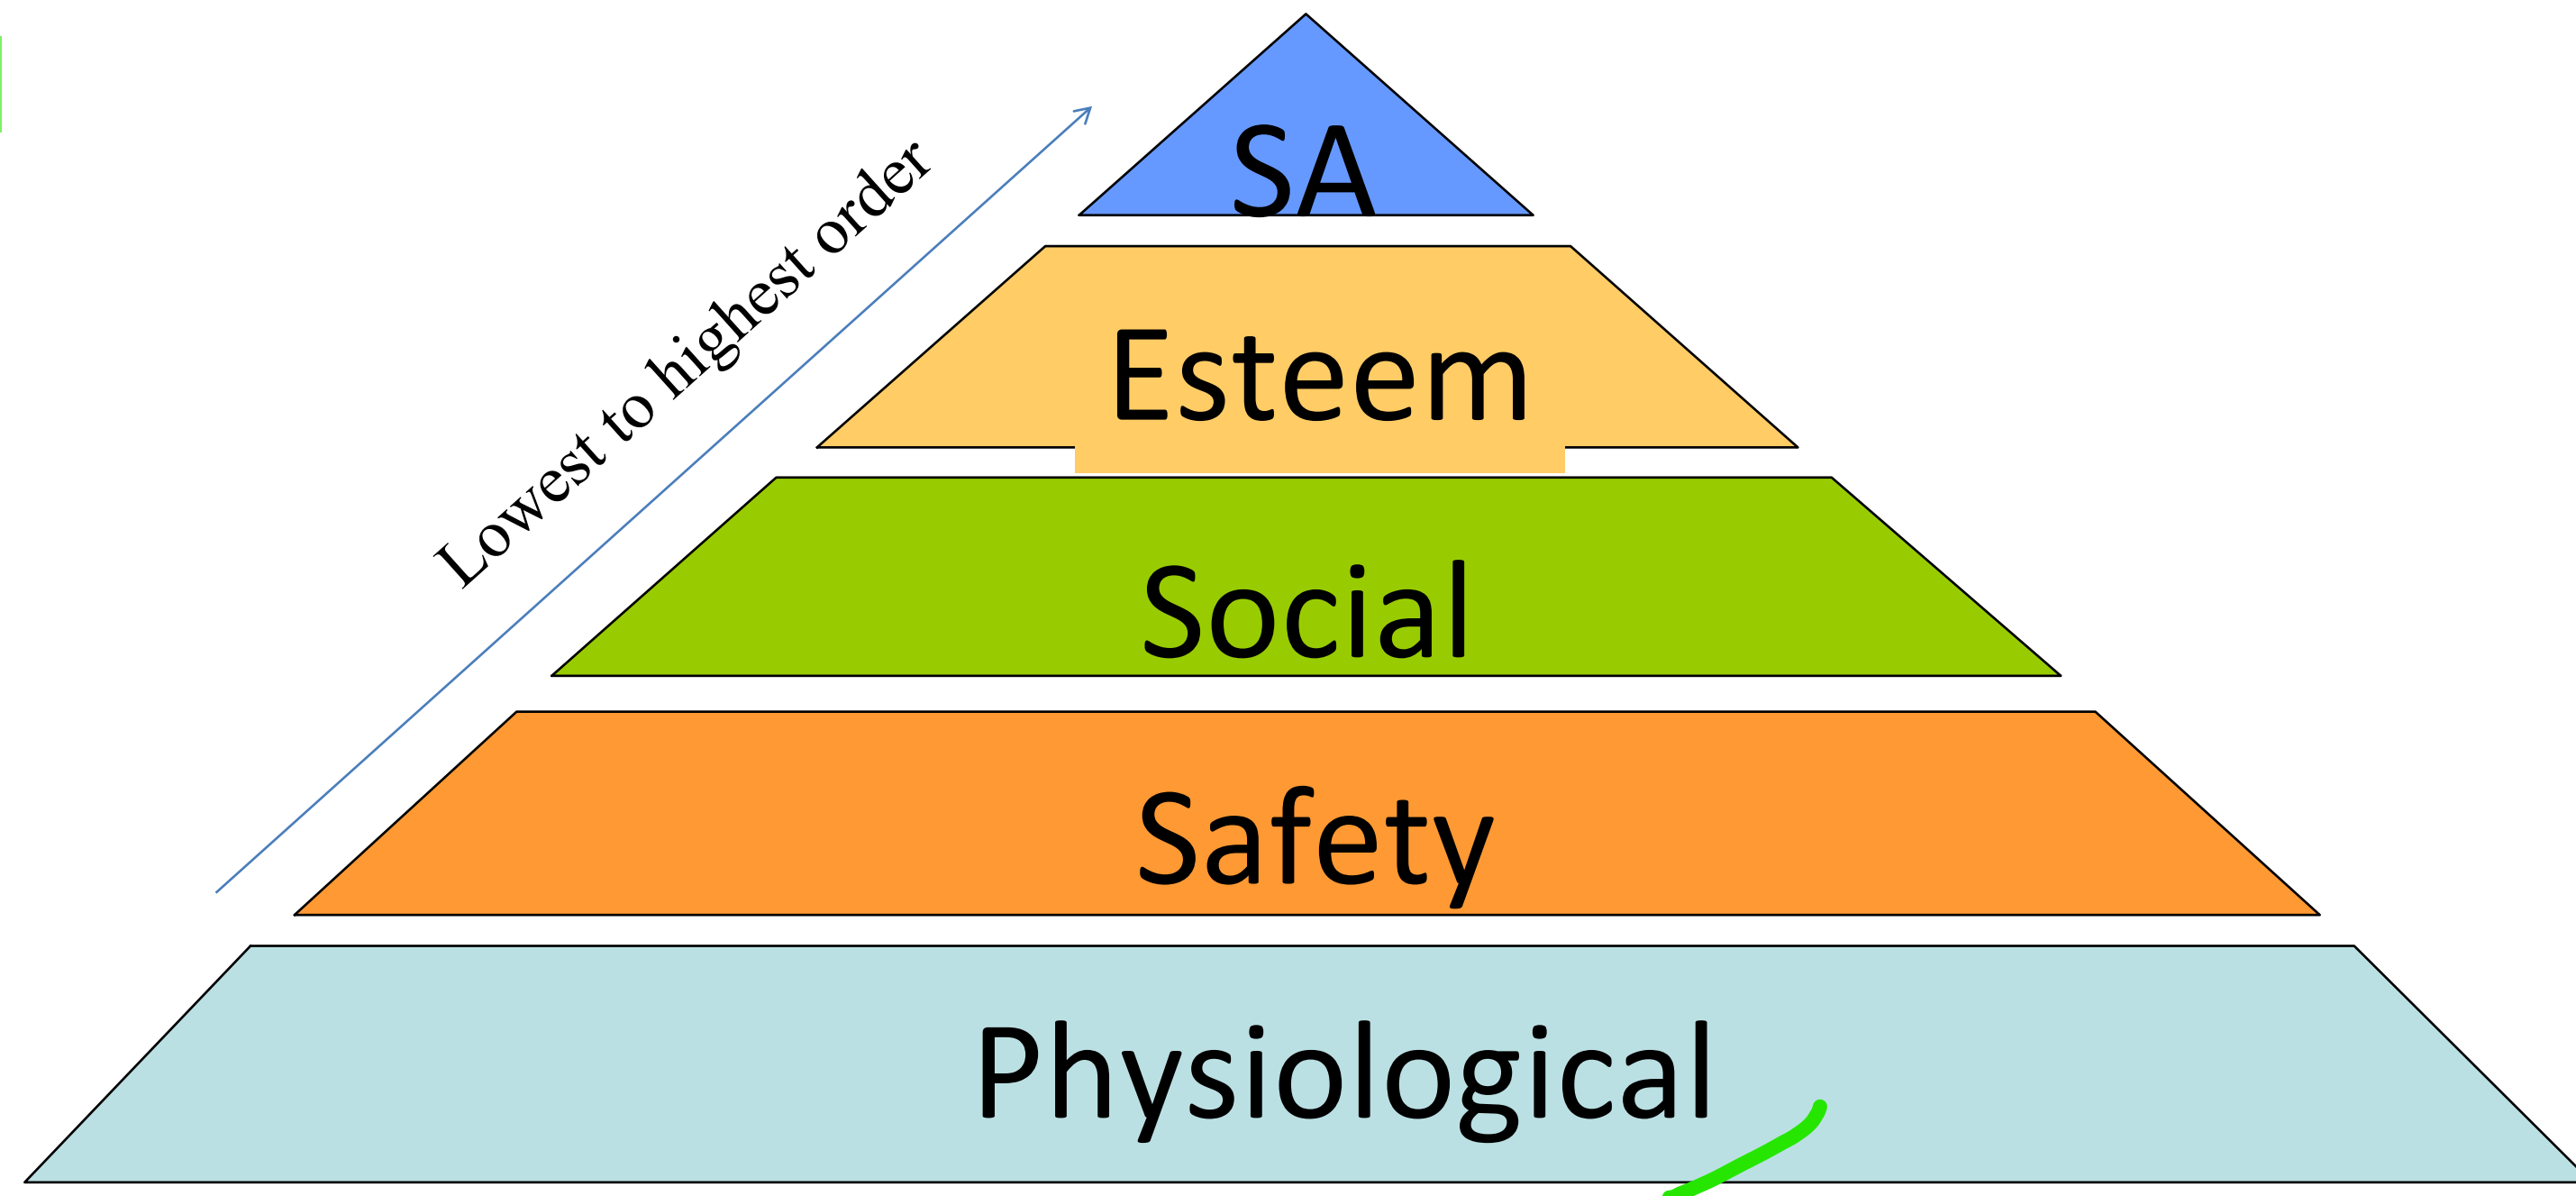 SA
Lowest to highest order
Esteem
Social
Safety
Physiological